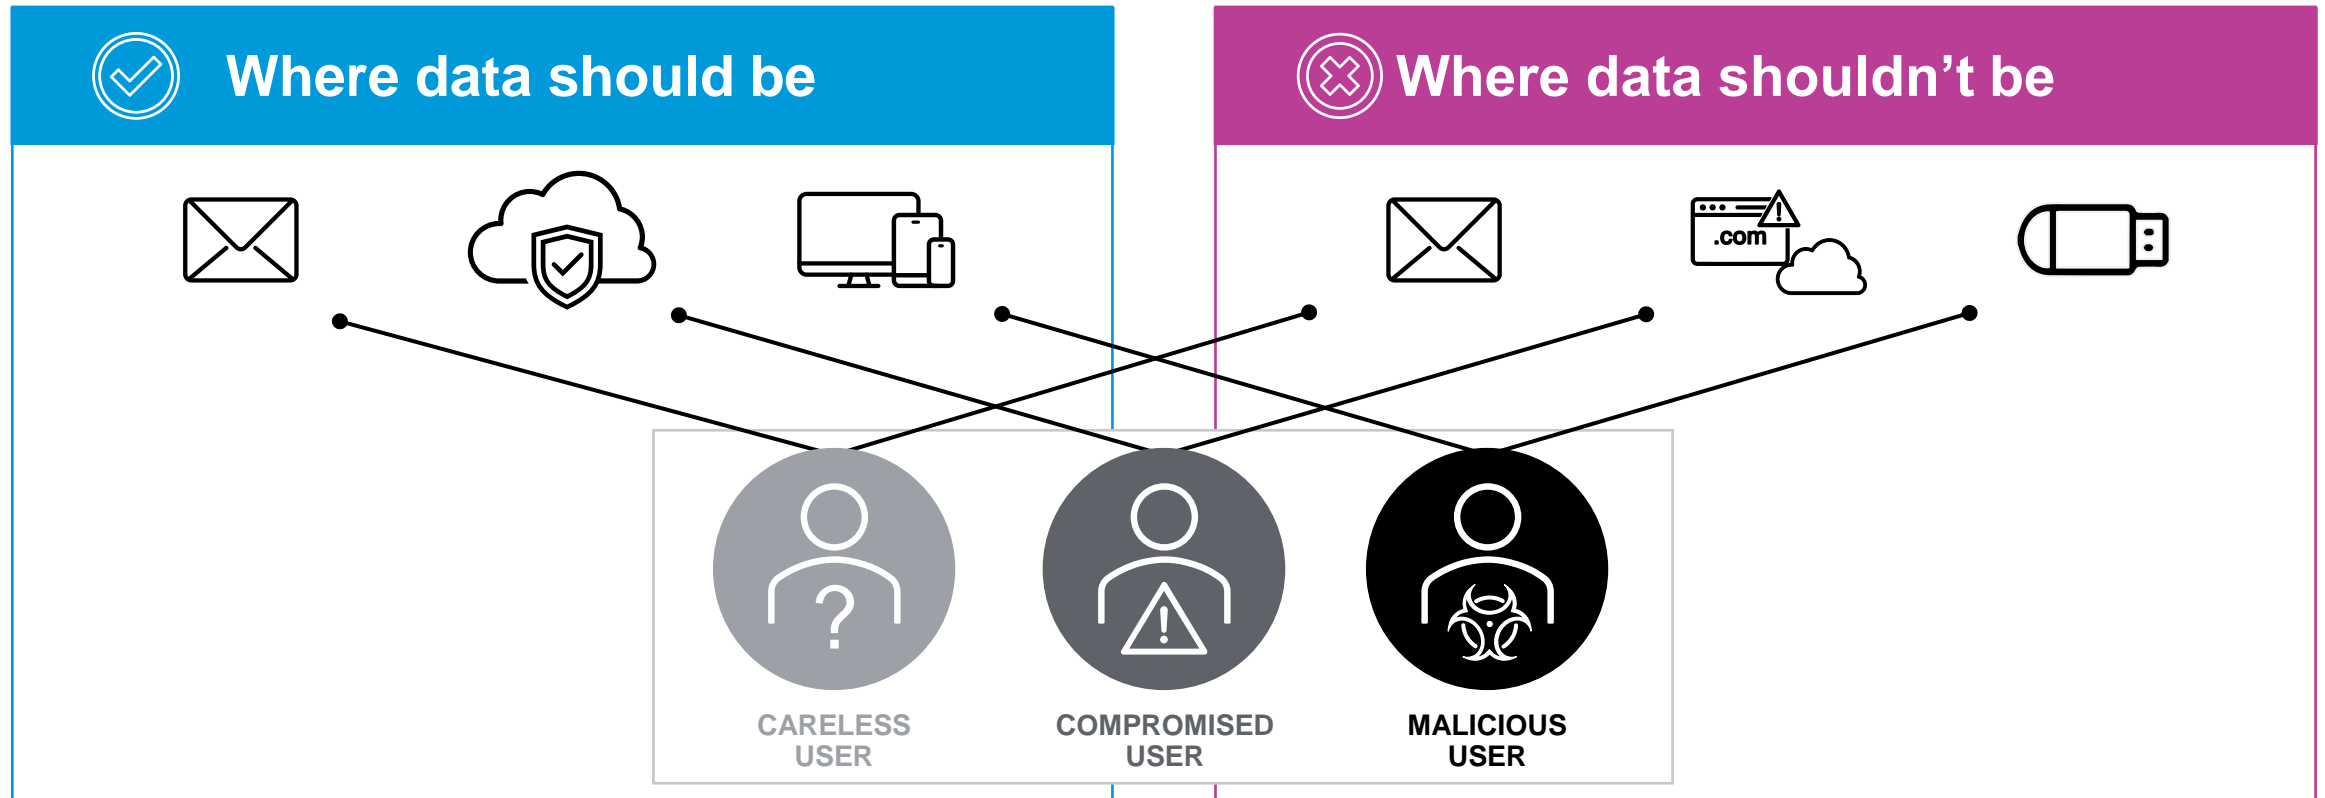 Where data should be
Where data shouldn’t be
.com
CARELESS
USER
COMPROMISED
USER
MALICIOUS
USER